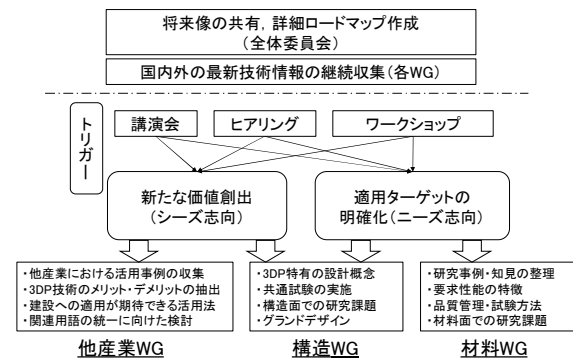 将来像の共有，詳細ロードマップ作成
（全体委員会）
国内外の最新技術情報の継続収集（各WG）
トリガー
講演会
ヒアリング
ワークショップ
新たな価値創出
（シーズ志向）
適用ターゲットの
明確化（ニーズ志向）
・他産業における活用事例の収集
・3DP技術のメリット・デメリットの抽出
・建設への適用が期待できる活用法
・関連用語の統一に向けた検討
・3DP特有の設計概念
・共通試験の実施
・構造面での研究課題
・グランドデザイン
・研究事例・知見の整理
・要求性能の特徴
・品質管理・試験方法
・材料面での研究課題
他産業WG
構造WG
材料WG